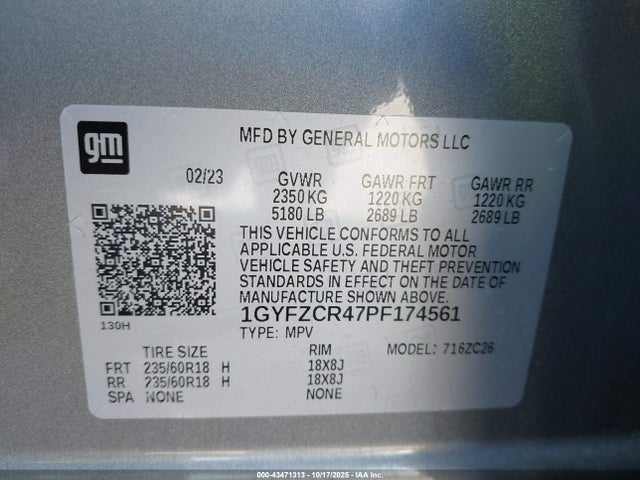 gm
MFD BY GENERAL MOTORS LLC
02/23 GVWR GAWR FRT GAWR RR
2350 KG 1220 KG 1220 KG
5180 LB 2689 LB 2689 LB
THIS VEHICLE CONFORMS TO ALL
APPLICABLE U.S. FEDERAL MOTOR
VEHICLE SAFETY AND THEFT PREVENTION
STANDARDS IN EFFECT ON THE DATE OF
MANUFACTURE SHOWN ABOVE.
130H
1GYFZCR47PF174561
TYPE: MPV MODEL: 716ZC26
TIRE SIZE RIM
FRT 235/60R18 H 18X8J
RR 235/60R18 H 18X8J
SPA NONE NONE
000-43471313 | 10/17/2025 | IAA Inc.